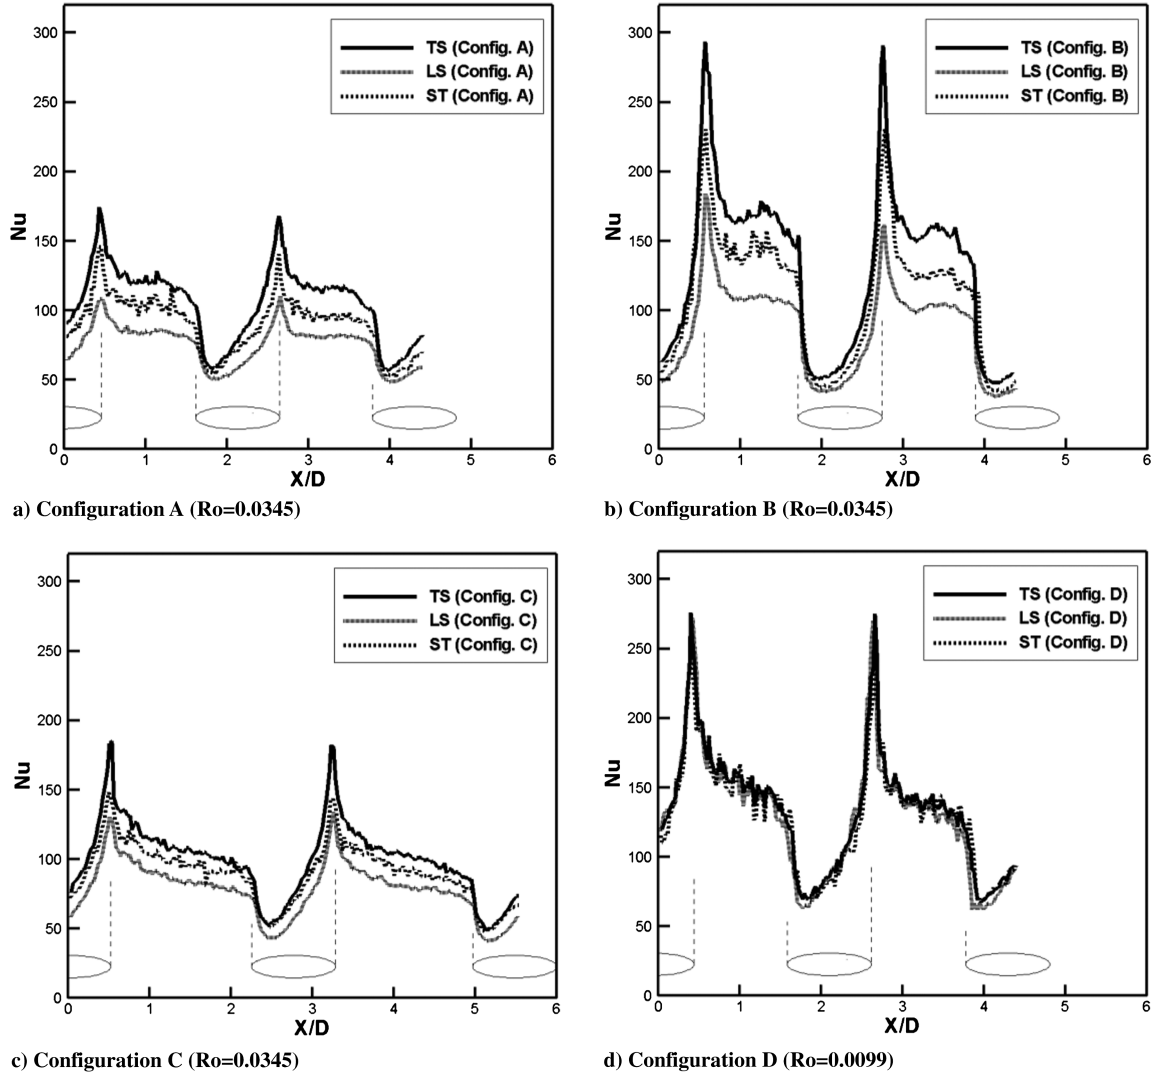 300
250
200
150
100
50
0
Nu
TS (Config. A)
LS (Config. A)
ST (Config. A)
0 1 2 3 4 5 6
X/D
a) Configuration A (Ro=0.0345)
300
250
200
150
100
50
0
Nu
TS (Config. B)
LS (Config. B)
ST (Config. B)
0 1 2 3 4 5 6
X/D
b) Configuration B (Ro=0.0345)
300
250
200
150
100
50
0
Nu
TS (Config. C)
LS (Config. C)
ST (Config. C)
0 1 2 3 4 5 6
X/D
c) Configuration C (Ro=0.0345)
300
250
200
150
100
50
0
Nu
TS (Config. D)
LS (Config. D)
ST (Config. D)
0 1 2 3 4 5 6
X/D
d) Configuration D (Ro=0.0099)